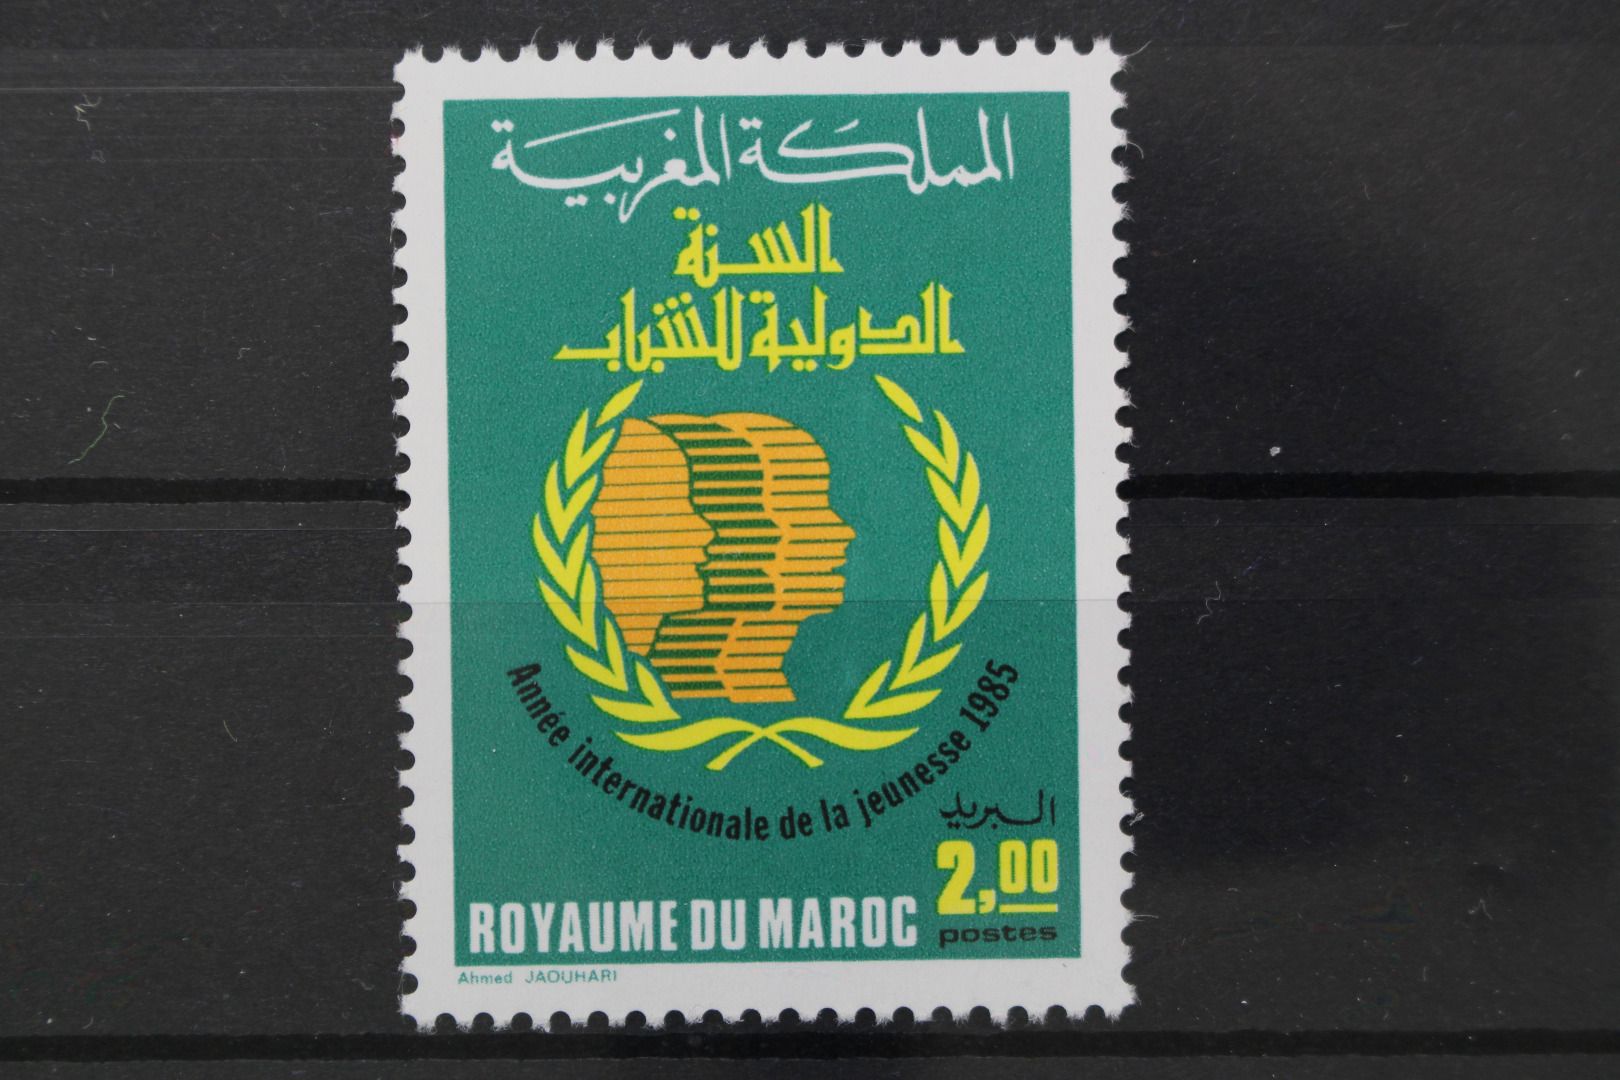 المملكة المغربية
السنة
الدولية للشباب
Année internationale de la jeunesse 1985
البريد
2,00
postes
ROYAUME DU MAROC
Ahmed JAOUHARI